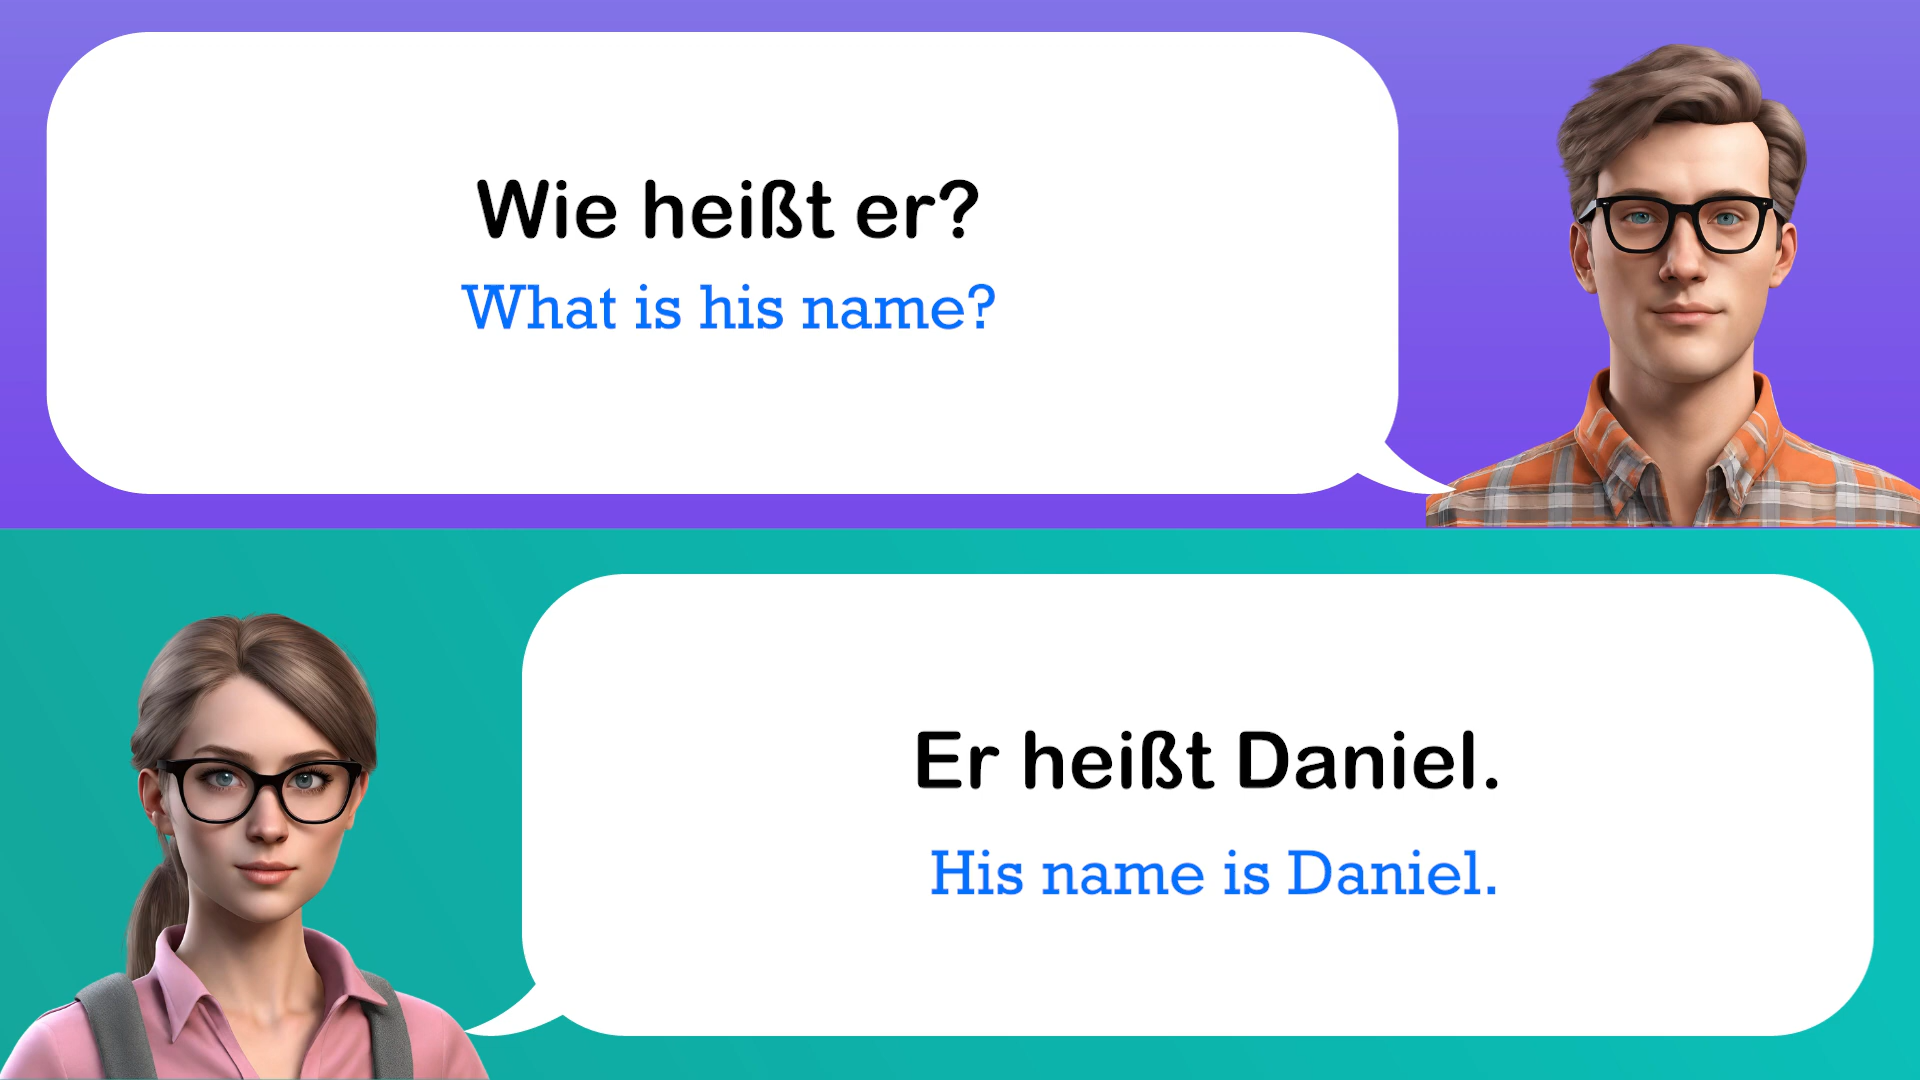 Wie heißt er?
What is his name?
Er heißt Daniel.
His name is Daniel.